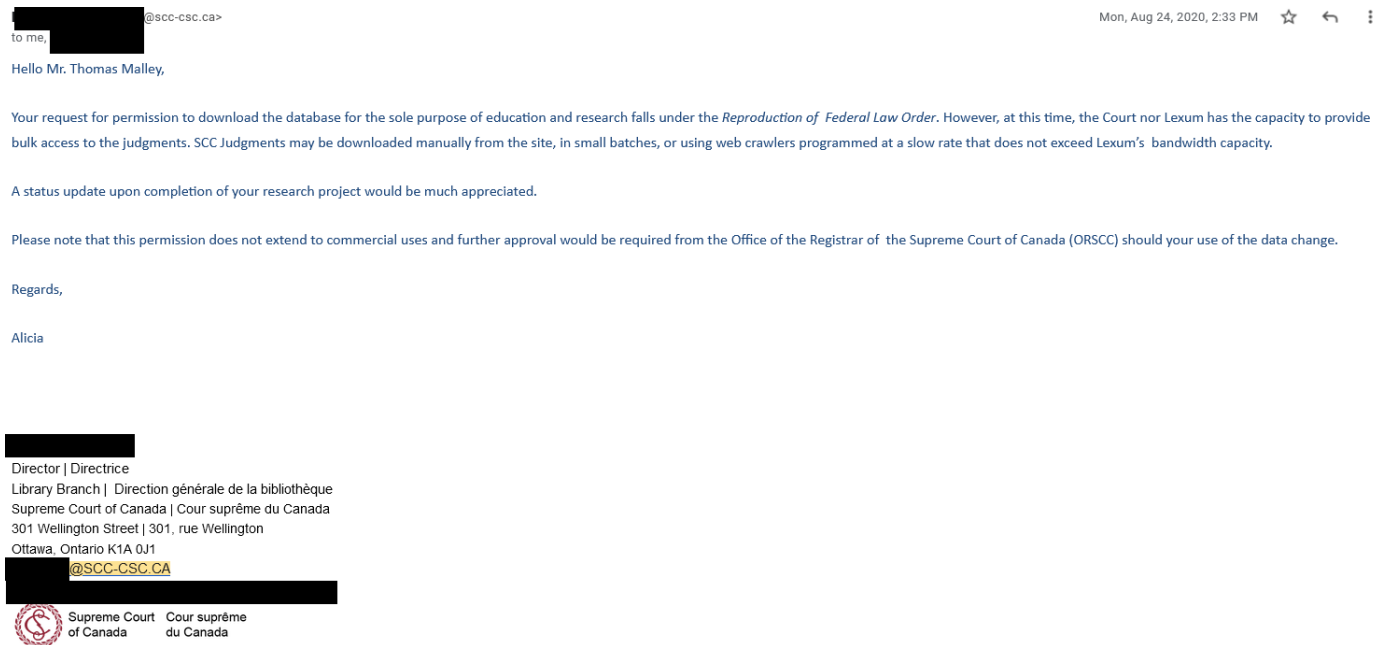 @scc-csc.ca>
Mon, Aug 24, 2020, 2:33 PM
to me,
Hello Mr. Thomas Malley,
Your request for permission to download the database for the sole purpose of education and research falls under the Reproduction of  Federal Law Order. However, at this time, the Court nor Lexum has the capacity to provide
bulk access to the judgments. SCC Judgments may be downloaded manually from the site, in small batches, or using web crawlers programmed at a slow rate that does not exceed Lexum's  bandwidth capacity.
A status update upon completion of your research project would be much appreciated.
Please note that this permission does not extend to commercial uses and further approval would be required from the Office of the Registrar of  the Supreme Court of Canada (ORSCC) should your use of the data change.
Regards,
Alicia
Director | Directrice
Library Branch |  Direction générale de la bibliothèque
Supreme Court of Canada | Cour suprême du Canada
301 Wellington Street | 301, rue Wellington
Ottawa, Ontario K1A 0J1
@SCC-CSC.CA
Supreme Court Cour suprême
of Canada du Canada